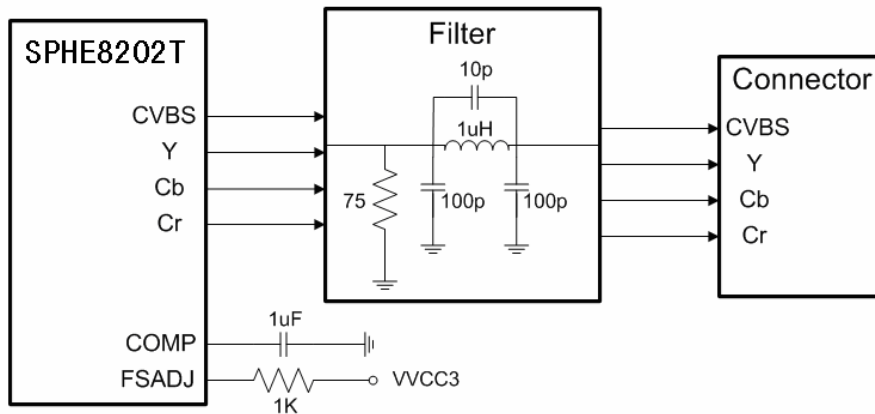 SPHE8202T
CVBS
Y
Cb
Cr
COMP
FSADJ
1uF
1K
VVCC3
Filter
10p
1uH
75
100p
100p
Connector
CVBS
Y
Cb
Cr